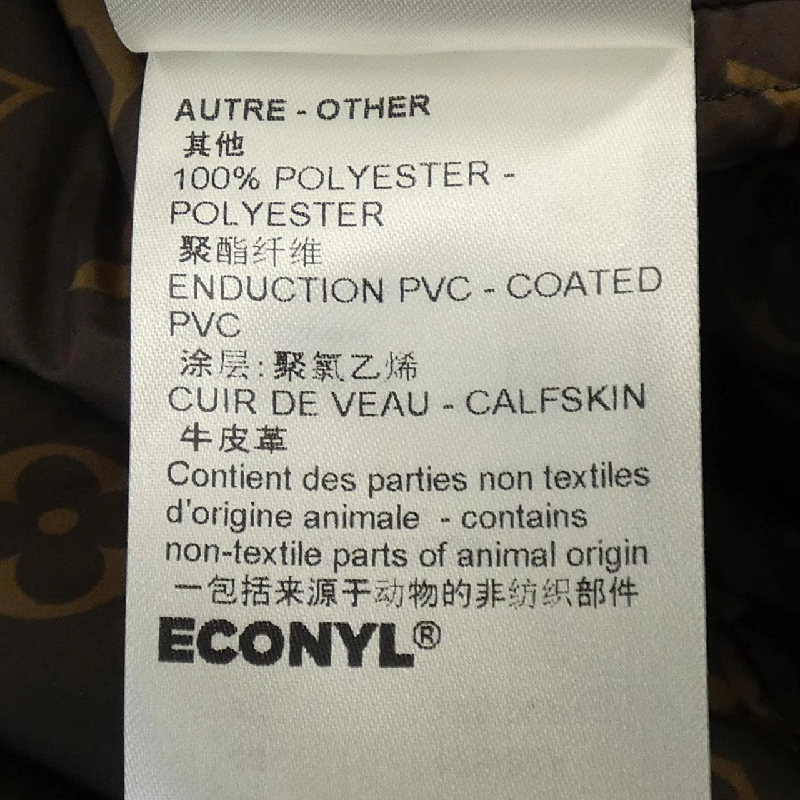 AUTRE - OTHER
其他
100% POLYESTER -
POLYESTER
聚酯纤维
ENDUCTION PVC - COATED
PVC
涂层:聚氯乙烯
CUIR DE VEAU - CALFSKIN
牛皮革
Contient des parties non textiles
d'origine animale - contains
non-textile parts of animal origin
一包括来源于动物的非纺织部件
ECONYL®